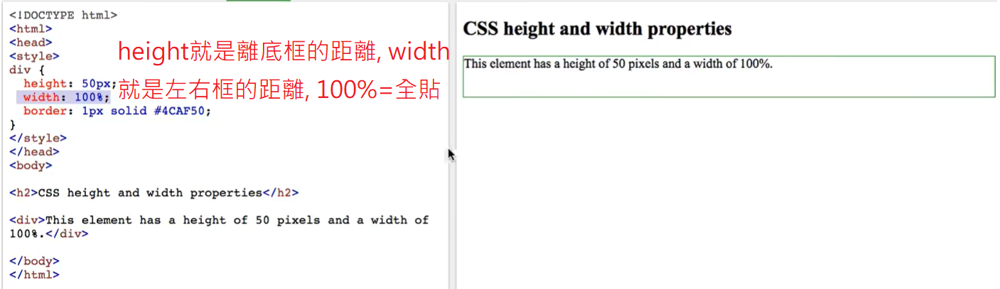 <!DOCTYPE html>
<html>
<head>
<style>
div {
  height: 50px;
  width: 100%;
  border: 1px solid #4CAF50;
}
</style>
</head>
<body>
<h2>CSS height and width properties</h2>
<div>This element has a height of 50 pixels and a width of
100%.</div>
</body>
</html>
height就是離底框的距離, width
就是左右框的距離, 100%=全貼
CSS height and width properties
This element has a height of 50 pixels and a width of 100%.